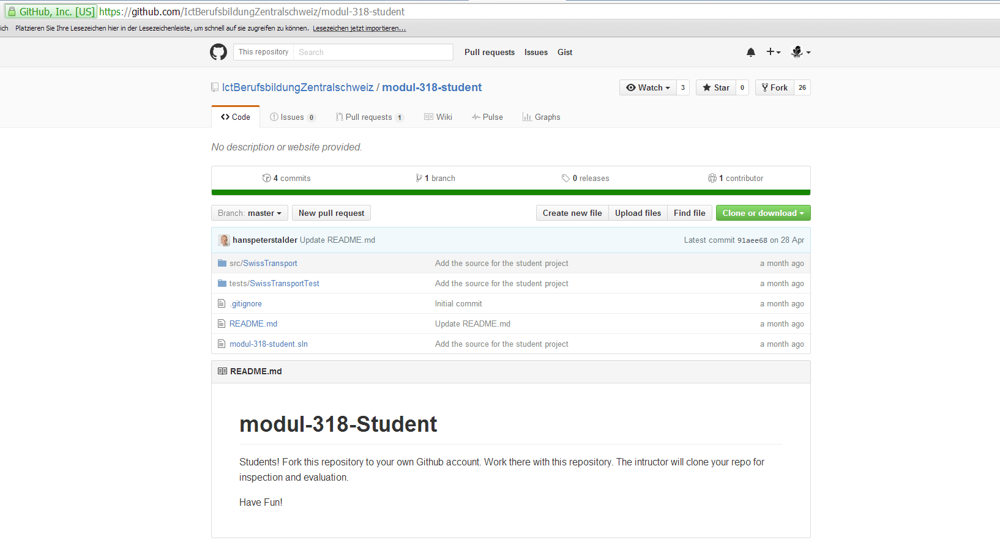 GitHub, Inc. [US] https://github.com/IctBerufsbildungZentralschweiz/modul-318-student
ich Platzieren Sie Ihre Lesezeichen hier in der Lesezeichenleiste, um schnell auf sie zugreifen zu können. Lesezeichen jetzt importieren...
This repository Search Pull requests Issues Gist
IctBerufsbildungZentralschweiz / modul-318-student Watch 3 Star 0 Fork 26
Code Issues 0 Pull requests 1 Wiki Pulse Graphs
No description or website provided.
4 commits 1 branch 0 releases 1 contributor
Branch: master New pull request Create new file Upload files Find file Clone or download
hanspeterstalder Update README.md Latest commit 91aee68 on 28 Apr
src/SwissTransport Add the source for the student project a month ago
tests/SwissTransportTest Add the source for the student project a month ago
.gitignore Initial commit a month ago
README.md Update README.md a month ago
modul-318-student.sln Add the source for the student project a month ago
README.md
modul-318-Student
Students! Fork this repository to your own Github account. Work there with this repository. The intructor will clone your repo for
inspection and evaluation.
Have Fun!